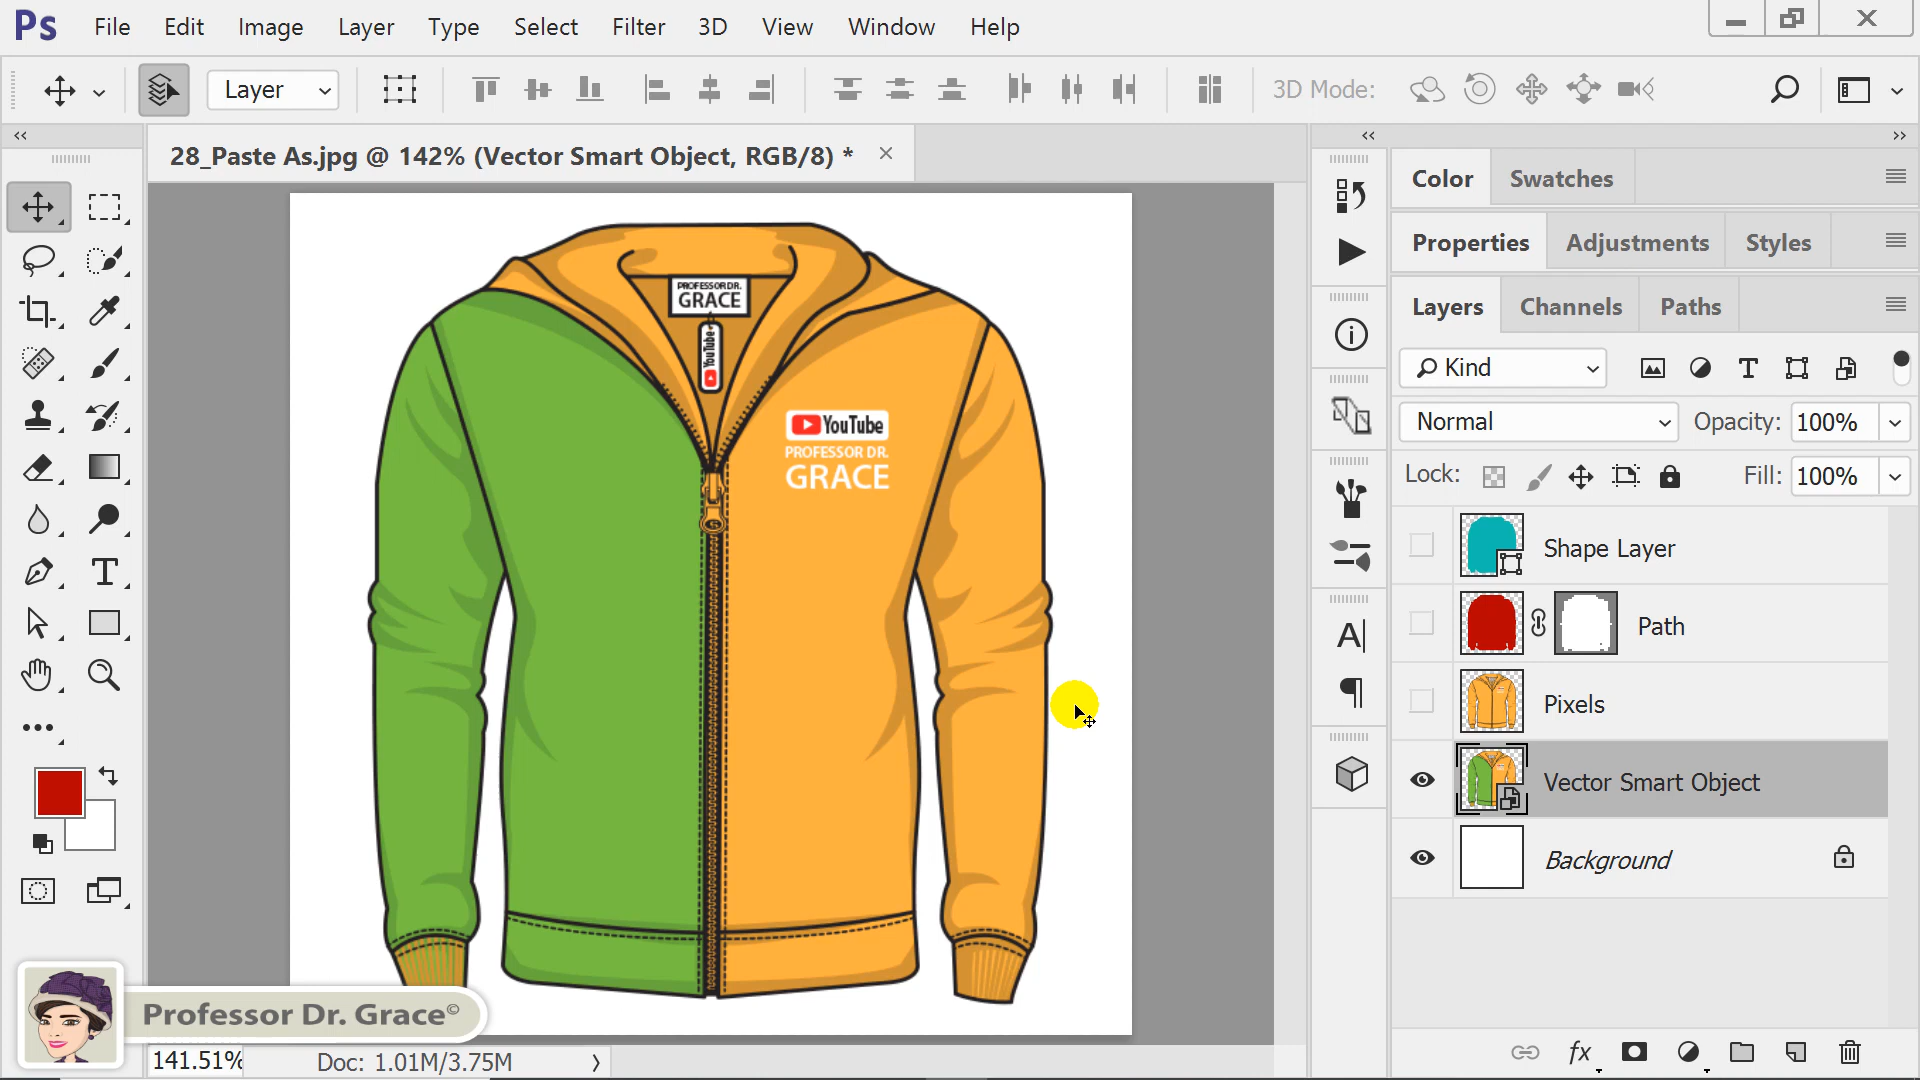 Ps File Edit Image Layer Type Select Filter 3D View Window Help
Layer 3D Mode:
28_Paste As.jpg @ 142% (Vector Smart Object, RGB/8) *
Color Swatches
Properties Adjustments Styles
Layers Channels Paths
Kind
Normal Opacity: 100%
Lock: Fill: 100%
Shape Layer
Path
Pixels
Vector Smart Object
Background
PROFESSOR DR.
GRACE
YouTube
YouTube
PROFESSOR DR.
GRACE
Professor Dr. Grace©
141.51% Doc: 1.01M/3.75M
fx